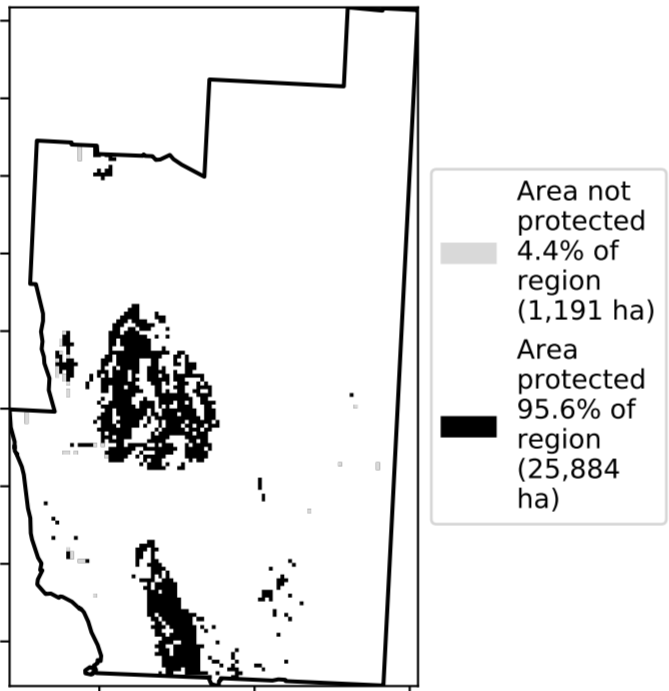 Area not
protected
4.4% of
region
(1,191 ha)
Area
protected
95.6% of
region
(25,884
ha)